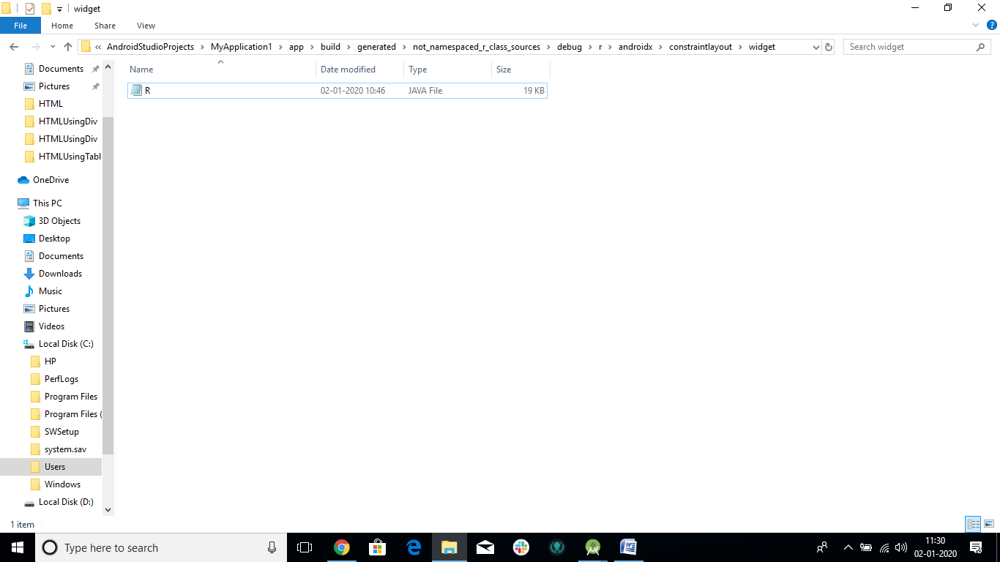 widget
File Home Share View
« AndroidStudioProjects > MyApplication1 > app > build > generated > not_namespaced_r_class_sources > debug > r > androidx > constraintlayout > widget
Search widget
Name Date modified Type Size
R 02-01-2020 10:46 JAVA File 19 KB
Documents
Pictures
HTML
HTMLUsingDiv
HTMLUsingDiv
HTMLUsingTabl
OneDrive
This PC
3D Objects
Desktop
Documents
Downloads
Music
Pictures
Videos
Local Disk (C:)
HP
PerfLogs
Program Files
Program Files (
SWSetup
system.sav
Users
Windows
Local Disk (D:)
1 item
Type here to search
11:30
02-01-2020